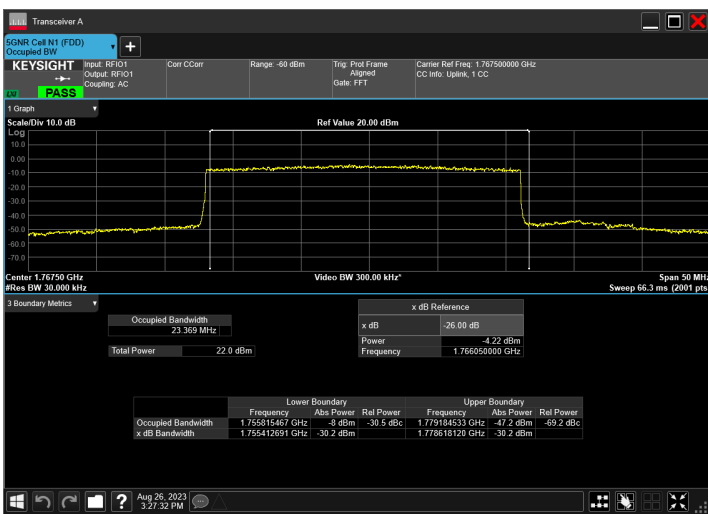 Transceiver A
5GNR Cell N1 (FDD)
Occupied BW
KEYSIGHT
LXI
PASS
Input: RFIO1
Output: RFIO1
Coupling: AC
Corr CCorr
Range: -60 dBm
Trig: Prot Frame
Aligned
Gate: FFT
Carrier Ref Freq: 1.767500000 GHz
CC Info: Uplink, 1 CC
1 Graph
Scale/Div 10.0 dB
Ref Value 20.00 dBm
Log
10.0
0.00
-10.0
-20.0
-30.0
-40.0
-50.0
-60.0
-70.0
Center 1.76750 GHz
Video BW 300.00 kHz*
Span 50 MHz
#Res BW 30.000 kHz
Sweep 66.3 ms (2001 pts
3 Boundary Metrics
Occupied Bandwidth
23.369 MHz
Total Power 22.0 dBm
x dB Reference
x dB -26.00 dB
Power -4.22 dBm
Frequency 1.766050000 GHz
Lower Boundary Upper Boundary
Frequency Abs Power Rel Power Frequency Abs Power Rel Power
Occupied Bandwidth 1.755815467 GHz -8 dBm -30.5 dBc 1.779184533 GHz -47.2 dBm -69.2 dBc
x dB Bandwidth 1.755412691 GHz -30.2 dBm 1.778618120 GHz -30.2 dBm
Aug 26, 2023
3:27:32 PM